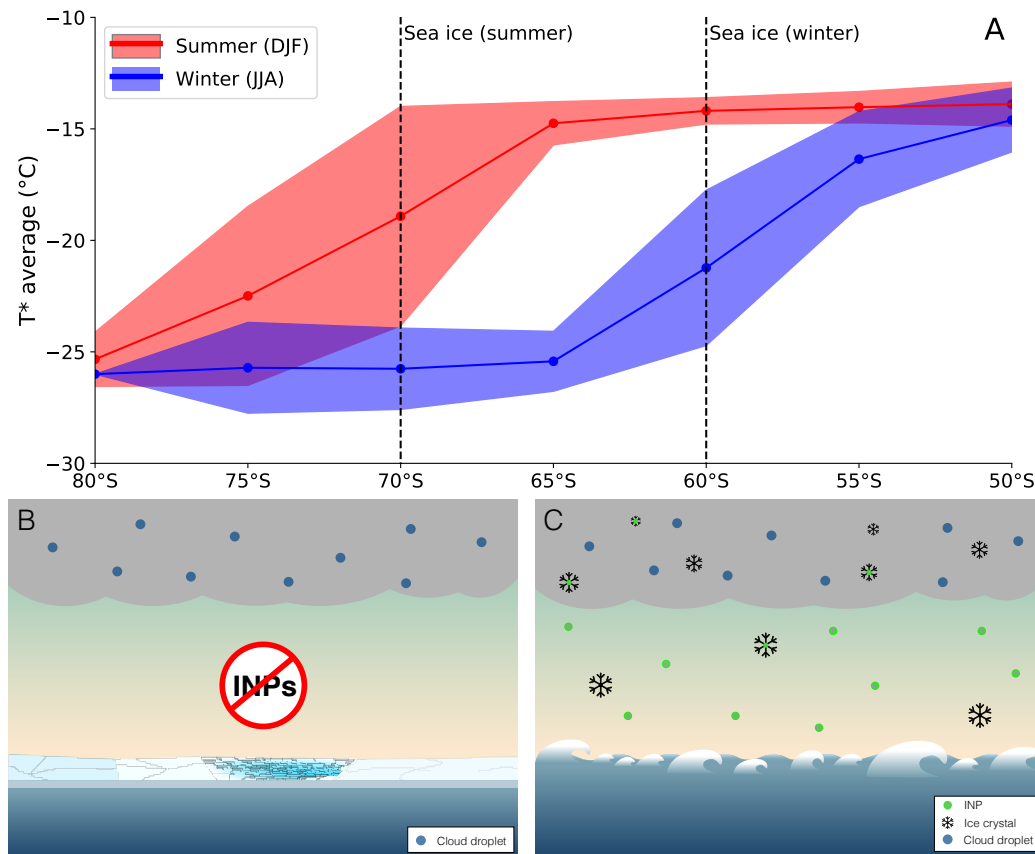 −10
Sea ice (summer)
Sea ice (winter)
A
Summer (DJF)
Winter (JJA)
−15
T* average (°C)
−20
−25
−30
80°S
75°S
70°S
65°S
60°S
55°S
50°S
B
C
INPs
Cloud droplet
INP
Ice crystal
Cloud droplet